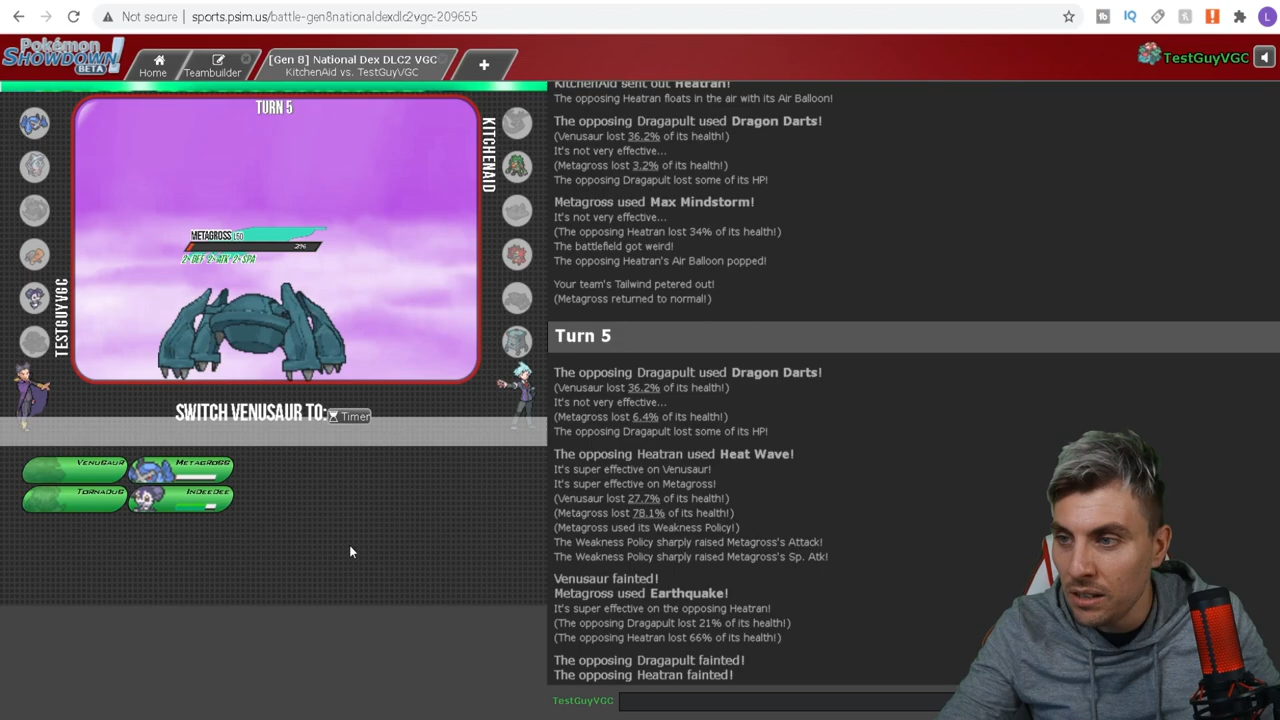 Not secure
sports.psim.us/battle-gen8nationaldexdlc2vgc-209655
Pokémon
SHOWDOWN!
BETA
Home
Teambuilder
[Gen 8] National Dex DLC2 VGC
KitchenAid vs. TestGuyVGC
+
TestGuyVGC
TURN 5
KITCHENAID
TESTGUYVGC
METAGROSS L50
2%
2× DEF 2× ATK 2× SPA
SWITCH VENUSAUR TO:
Timer
VENUSAUR
METAGROSS
TORNADUS
INDEEDEE
KitchenAid sent out Heatran!
The opposing Heatran floats in the air with its Air Balloon!
The opposing Dragapult used Dragon Darts!
(Venusaur lost 36.2% of its health!)
It's not very effective...
(Metagross lost 3.2% of its health!)
The opposing Dragapult lost some of its HP!
Metagross used Max Mindstorm!
It's not very effective...
(The opposing Heatran lost 34% of its health!)
The battlefield got weird!
The opposing Heatran's Air Balloon popped!
Your team's Tailwind petered out!
(Metagross returned to normal!)
Turn 5
The opposing Dragapult used Dragon Darts!
(Venusaur lost 36.2% of its health!)
It's not very effective...
(Metagross lost 6.4% of its health!)
The opposing Dragapult lost some of its HP!
The opposing Heatran used Heat Wave!
It's super effective on Venusaur!
It's super effective on Metagross!
(Venusaur lost 27.7% of its health!)
(Metagross lost 78.1% of its health!)
(Metagross used its Weakness Policy!)
The Weakness Policy sharply raised Metagross's Attack!
The Weakness Policy sharply raised Metagross's Sp. Atk!
Venusaur fainted!
Metagross used Earthquake!
It's super effective on the opposing Heatran!
(The opposing Dragapult lost 21% of its health!)
(The opposing Heatran lost 66% of its health!)
The opposing Dragapult fainted!
The opposing Heatran fainted!
TestGuyVGC